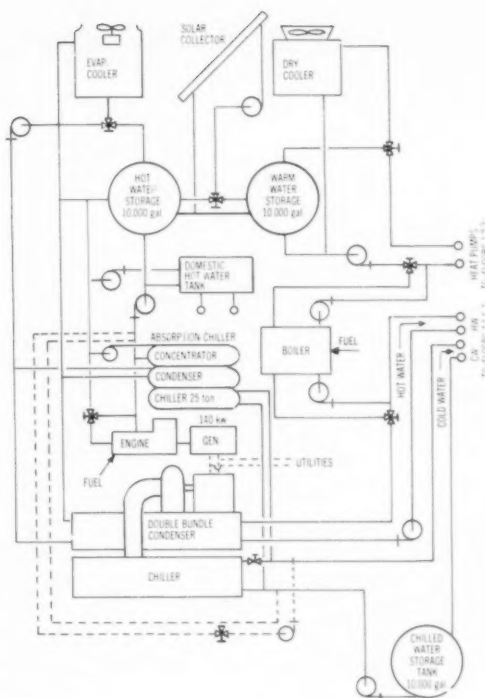 SOLAR
COLLECTOR
EVAP.
COOLER
DRY
COOLER
HOT
WATER
STORAGE
10,000 gal.
WARM
WATER
STORAGE
10,000 gal.
DOMESTIC
HOT WATER
TANK
HEAT PUMPS
ABSORPTION CHILLER
CONCENTRATOR
CONDENSER
CHILLER 25 ton
BOILER
FUEL
HOT WATER
COLD WATER
HW
CW
140 kw
ENGINE
GEN.
FUEL
UTILITIES
DOUBLE BUNDLE
CONDENSER
CHILLER
CHILLED
WATER
STORAGE
TANK
10,000 gal.